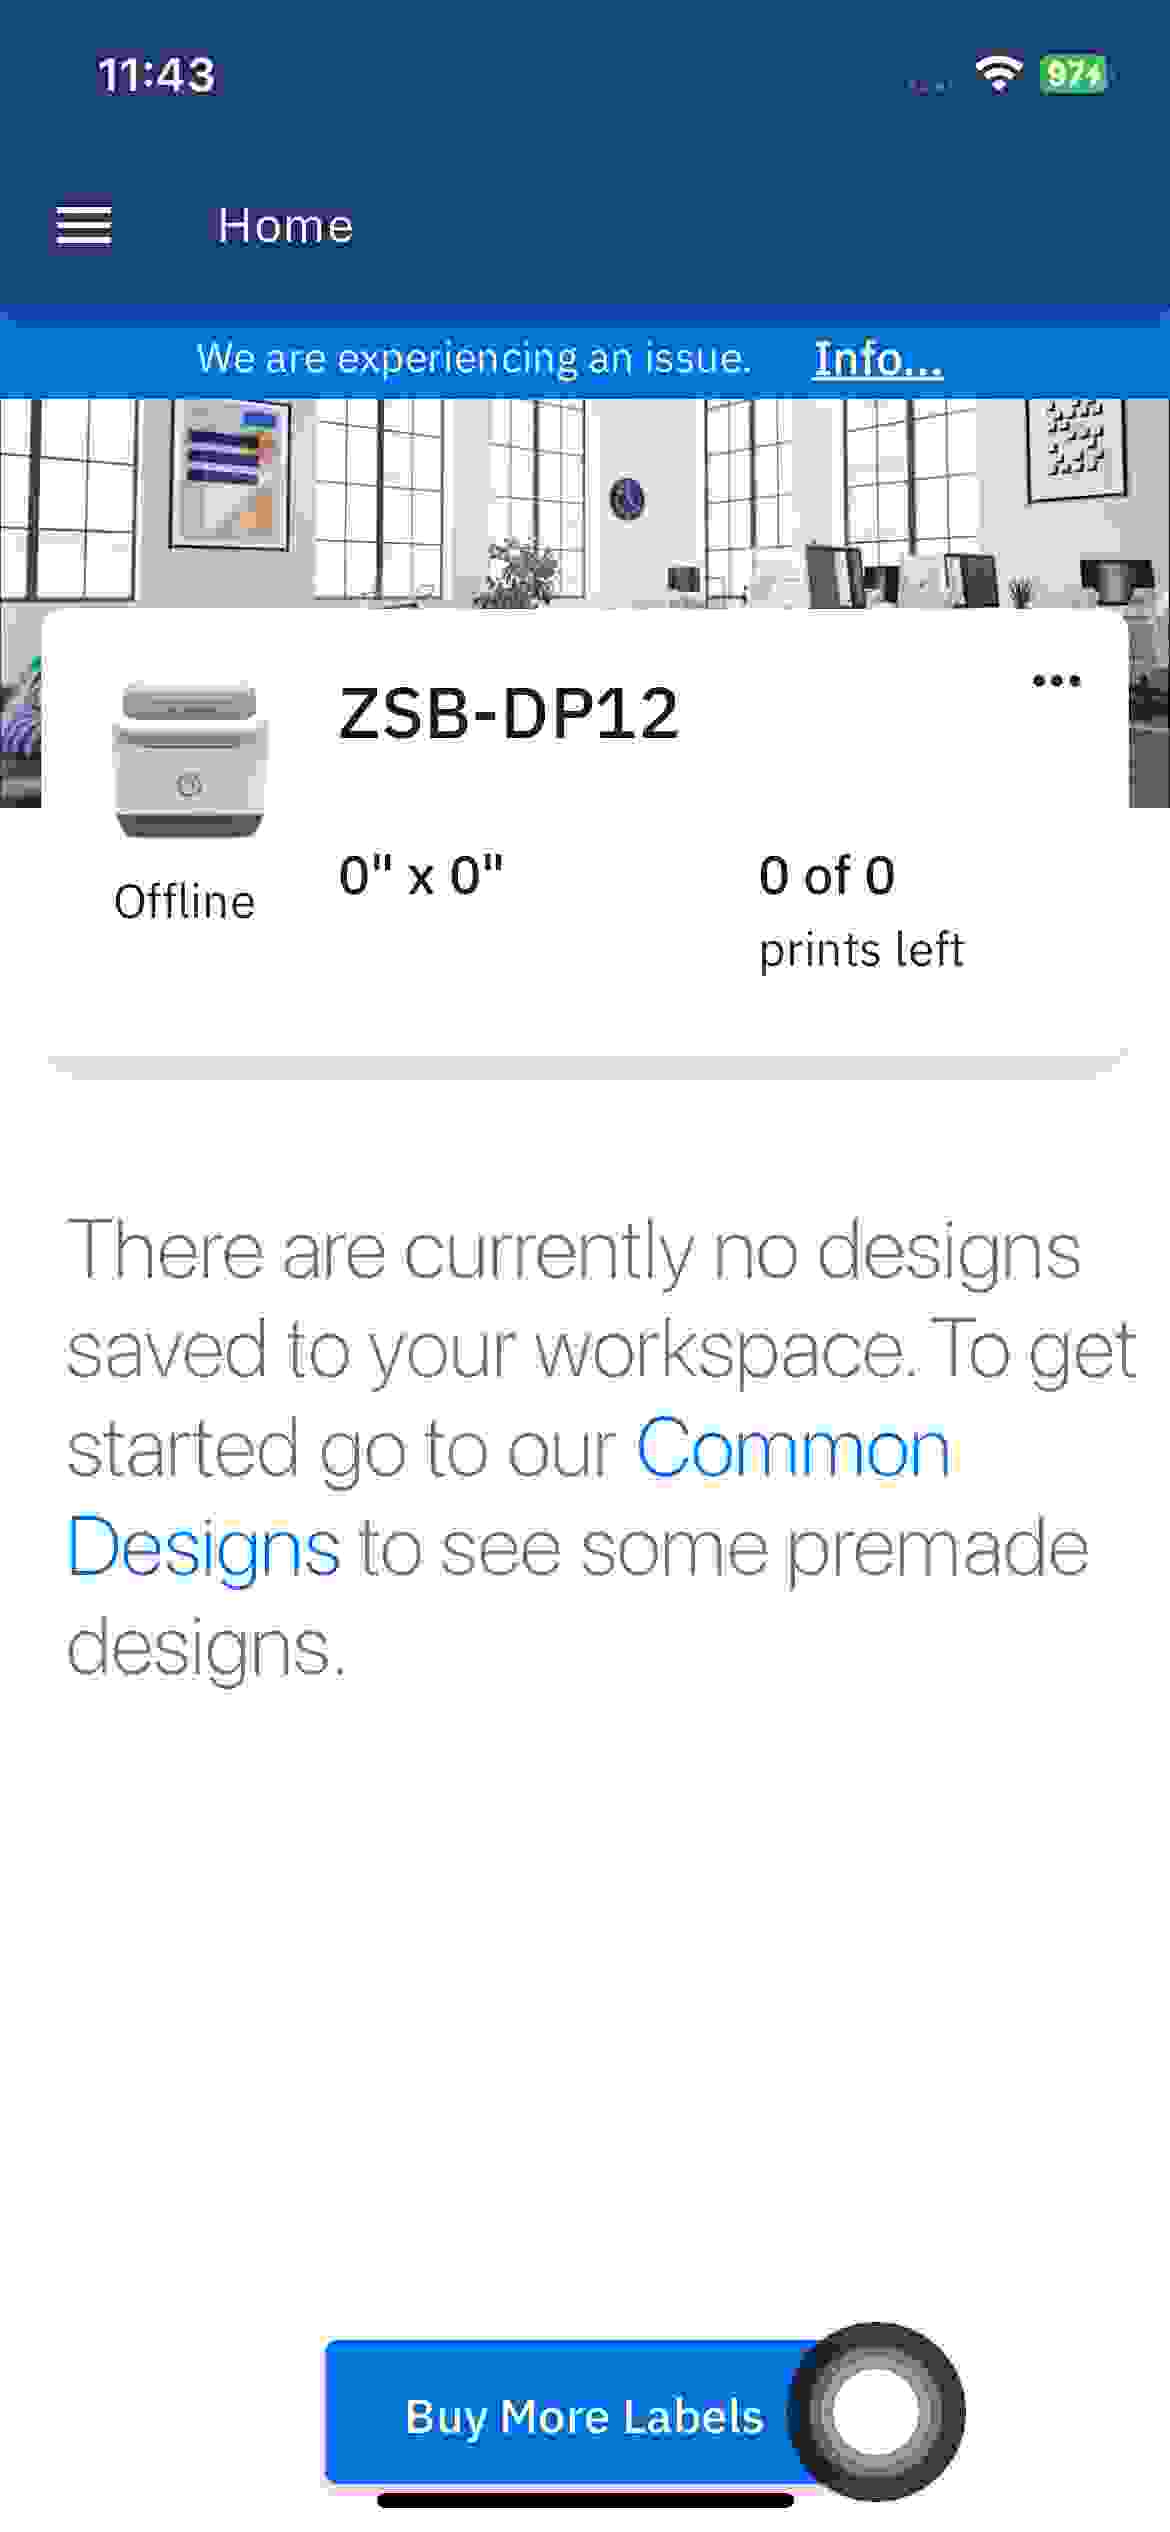 11:43
97
Home
We are experiencing an issue. Info...
ZSB-DP12
Offline
0" x 0"
0 of 0
prints left
There are currently no designs
saved to your workspace. To get
started go to our Common
Designs to see some premade
designs.
Buy More Labels